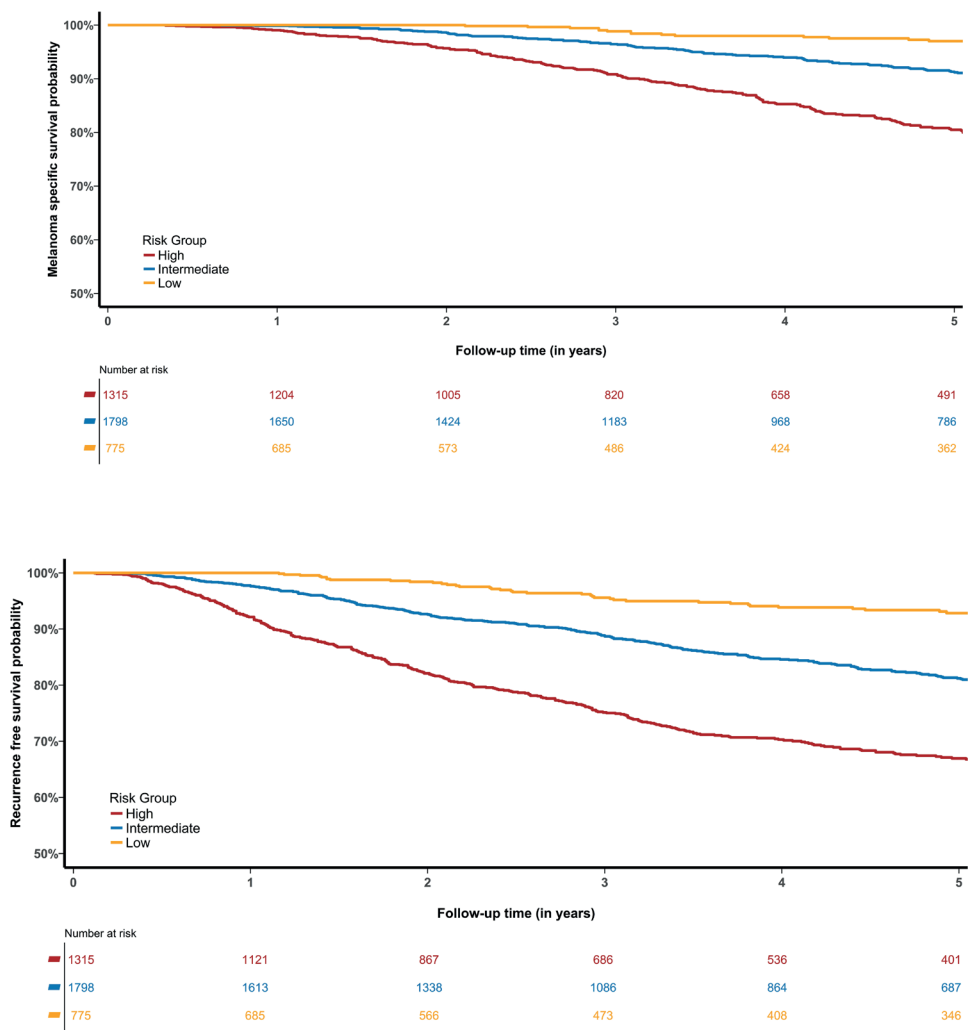 100%
90%
80%
70%
60%
50%
Melanoma specific survival probability
Risk Group
High
Intermediate
Low
0 1 2 3 4 5
Follow-up time (in years)
Number at risk
1315 1204 1005 820 658 491
1798 1650 1424 1183 968 786
775 685 573 486 424 362
100%
90%
80%
70%
60%
50%
Recurrence free survival probability
Risk Group
High
Intermediate
Low
0 1 2 3 4 5
Follow-up time (in years)
Number at risk
1315 1121 867 686 536 401
1798 1613 1338 1086 864 687
775 685 566 473 408 346